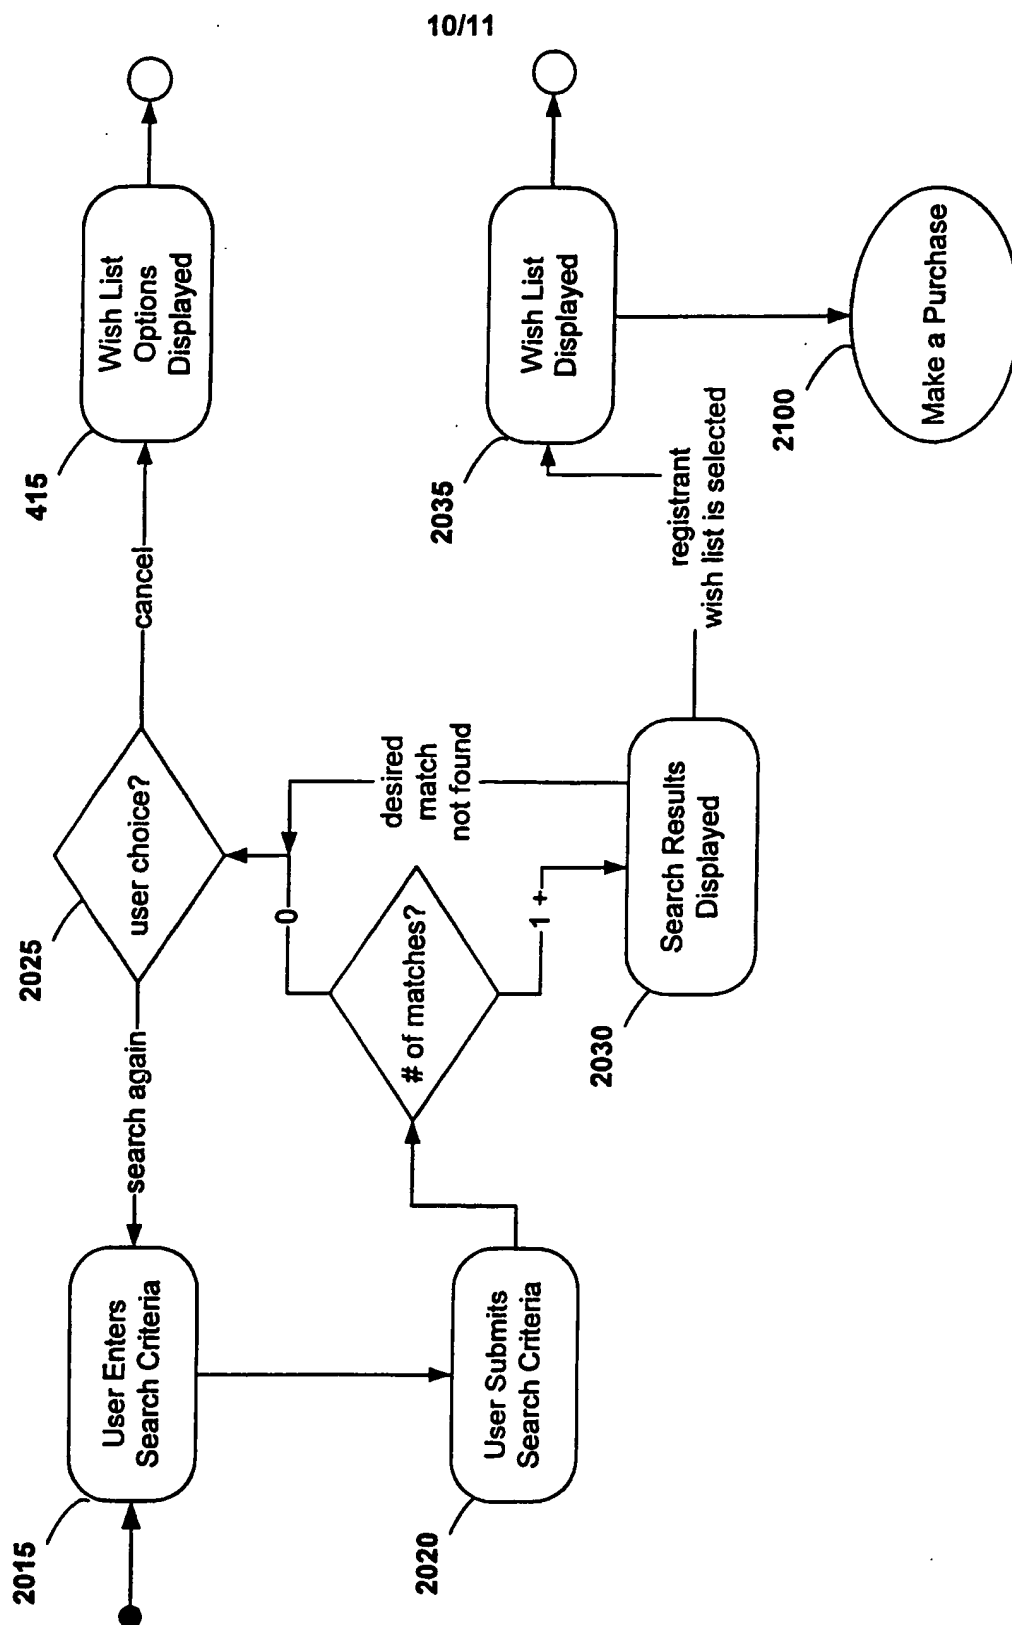 10/11
2015
User Enters
Search Criteria
search again
2025
user choice?
cancel
415
Wish List
Options
Displayed
2020
User Submits
Search Criteria
# of matches?
0
1 +
desired
match
not found
2030
Search Results
Displayed
registrant
wish list is selected
2035
Wish List
Displayed
2100
Make a Purchase